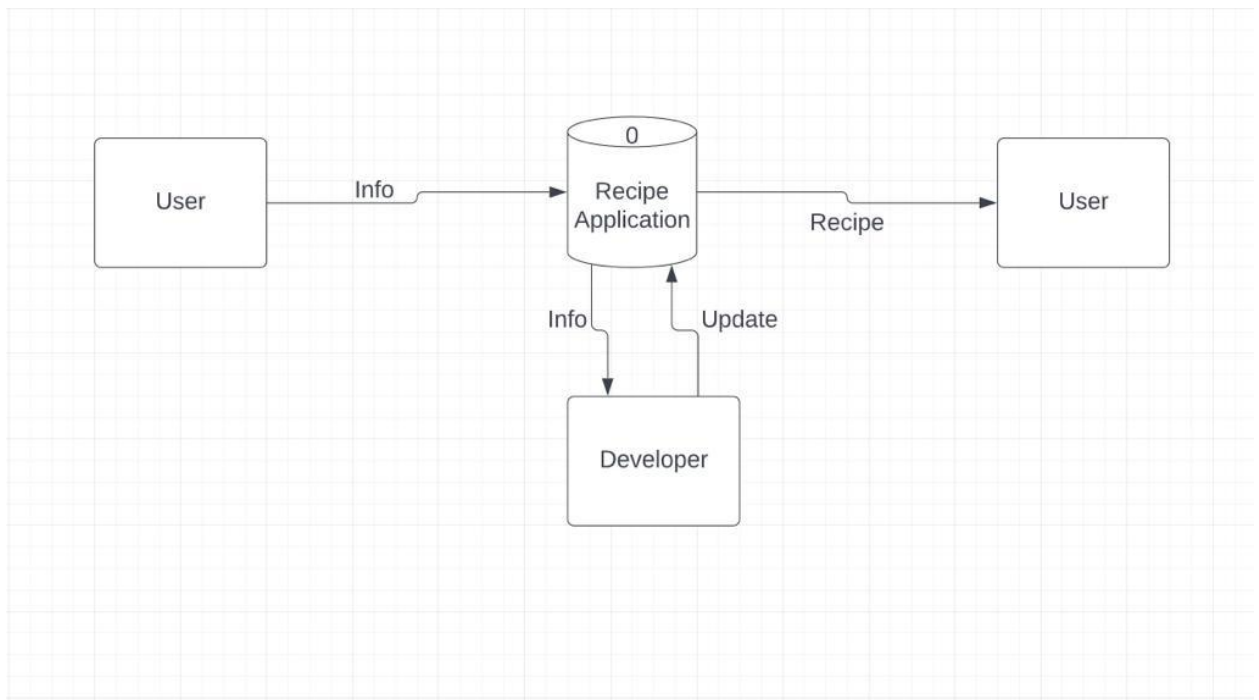 0
User
Info
Recipe
Application
Recipe
User
Info
Update
Developer